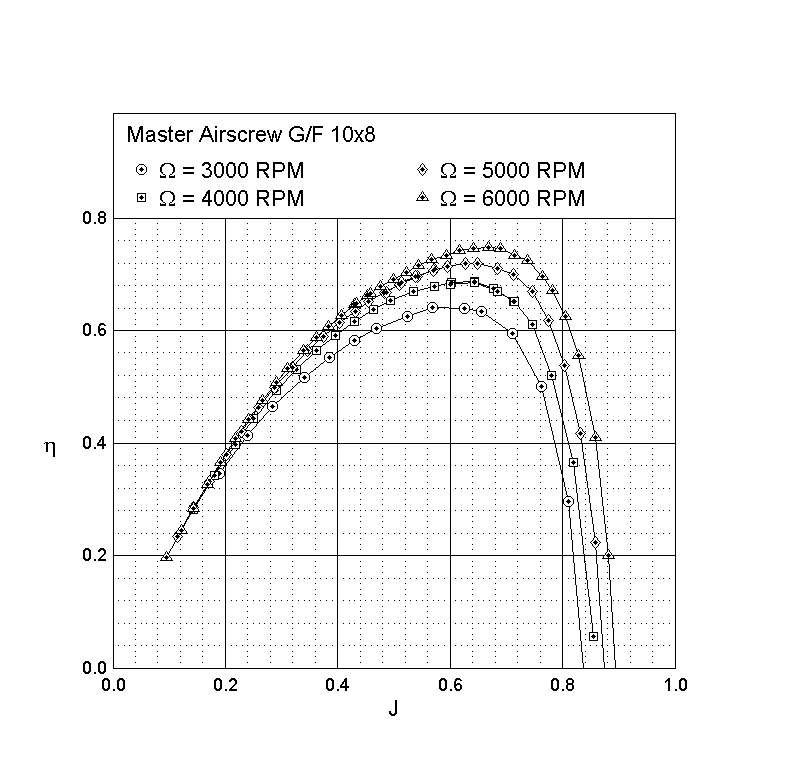 Master Airscrew G/F 10x8
Ω = 3000 RPM Ω = 5000 RPM
Ω = 4000 RPM Ω = 6000 RPM
0.8
0.6
0.4
η
0.2
0.0
0.0 0.2 0.4 0.6 0.8 1.0
J